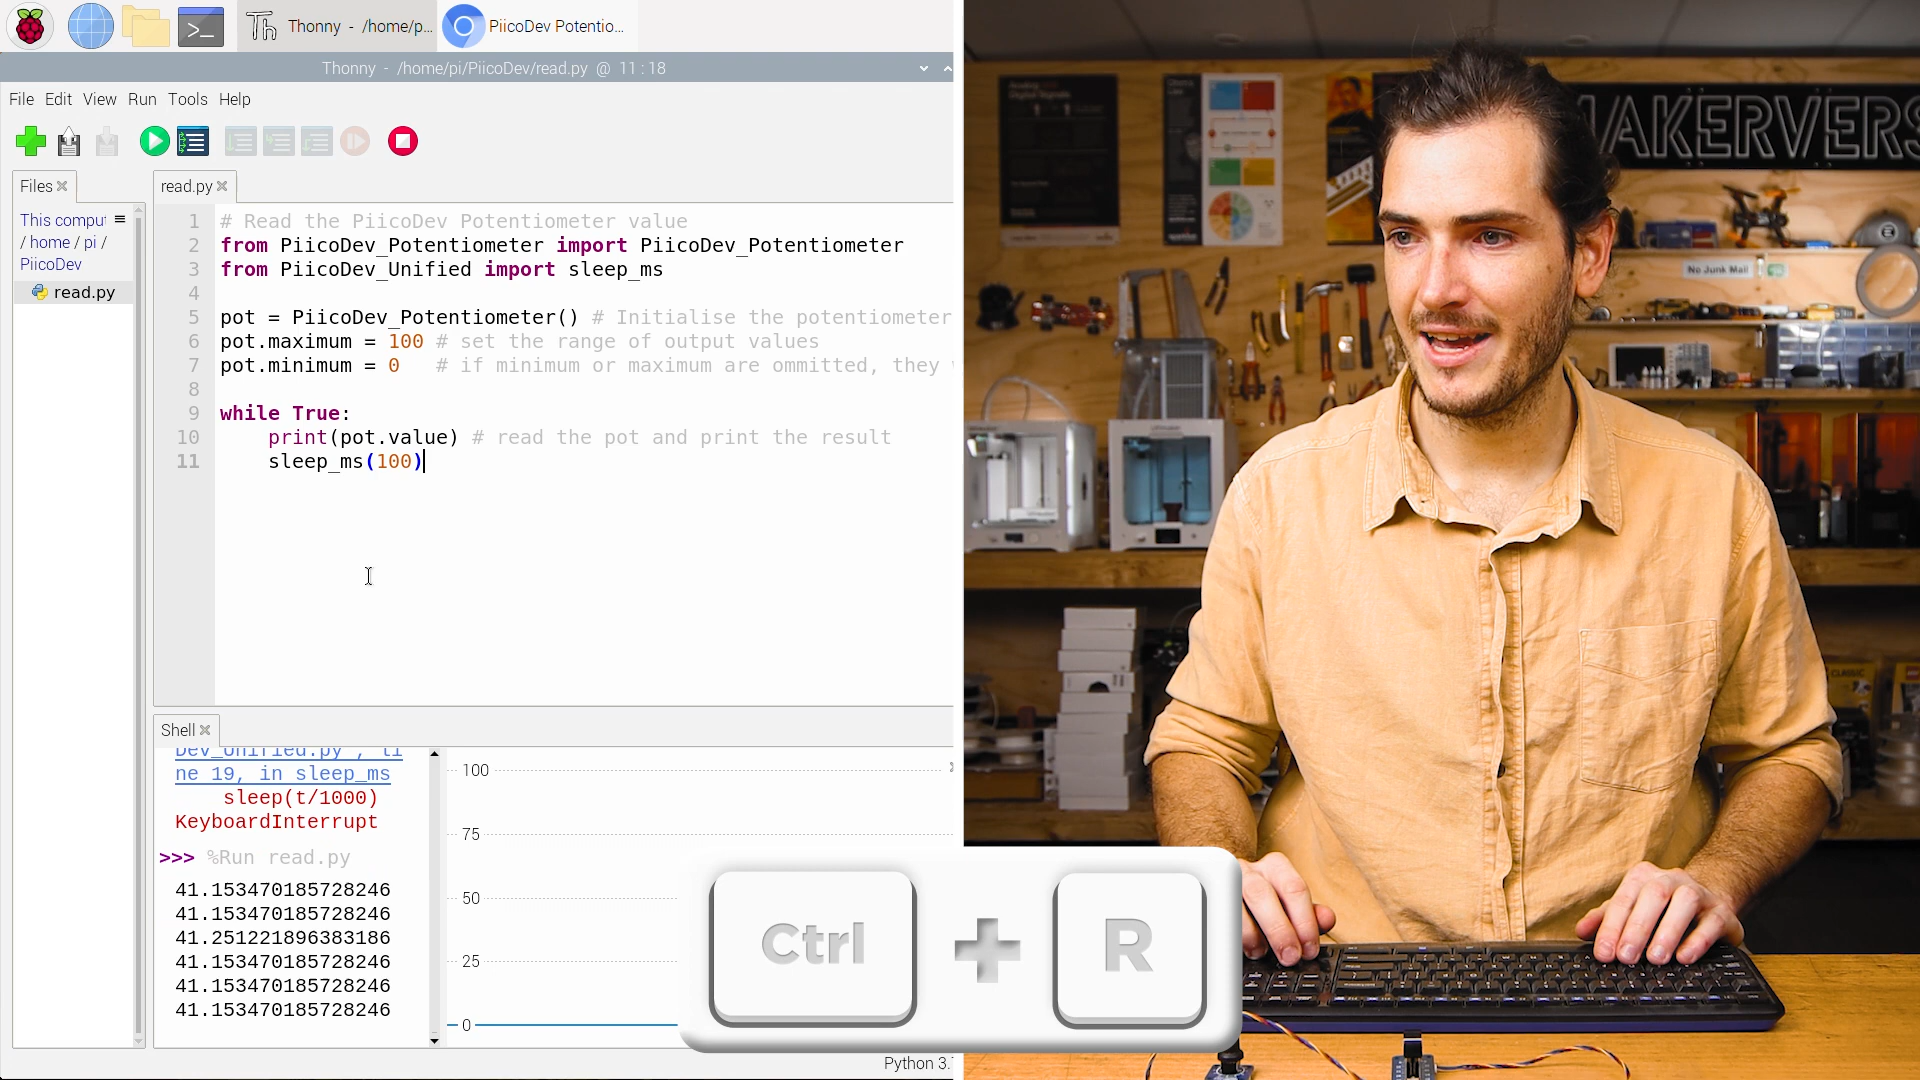 Thonny - /home/p...
PiicoDev Potentio...
Thonny - /home/pi/PiicoDev/read.py @ 11 : 18
File Edit View Run Tools Help
Files
read.py
This comput
/ home / pi /
PiicoDev
read.py
1 # Read the PiicoDev Potentiometer value
2 from PiicoDev_Potentiometer import PiicoDev_Potentiometer
3 from PiicoDev_Unified import sleep_ms
4
5 pot = PiicoDev_Potentiometer() # Initialise the potentiometer
6 pot.maximum = 100 # set the range of output values
7 pot.minimum = 0 # if minimum or maximum are ommitted, they
8
9 while True:
10 print(pot.value) # read the pot and print the result
11 sleep_ms(100)
Shell
Dev_Unified.py", li
ne 19, in sleep_ms
sleep(t/1000)
KeyboardInterrupt
>>> %Run read.py
41.153470185728246
41.153470185728246
41.251221896383186
41.153470185728246
41.153470185728246
41.153470185728246
100
75
50
25
0
Python 3.
Ctrl + R
AKERVERS
No Junk Mail